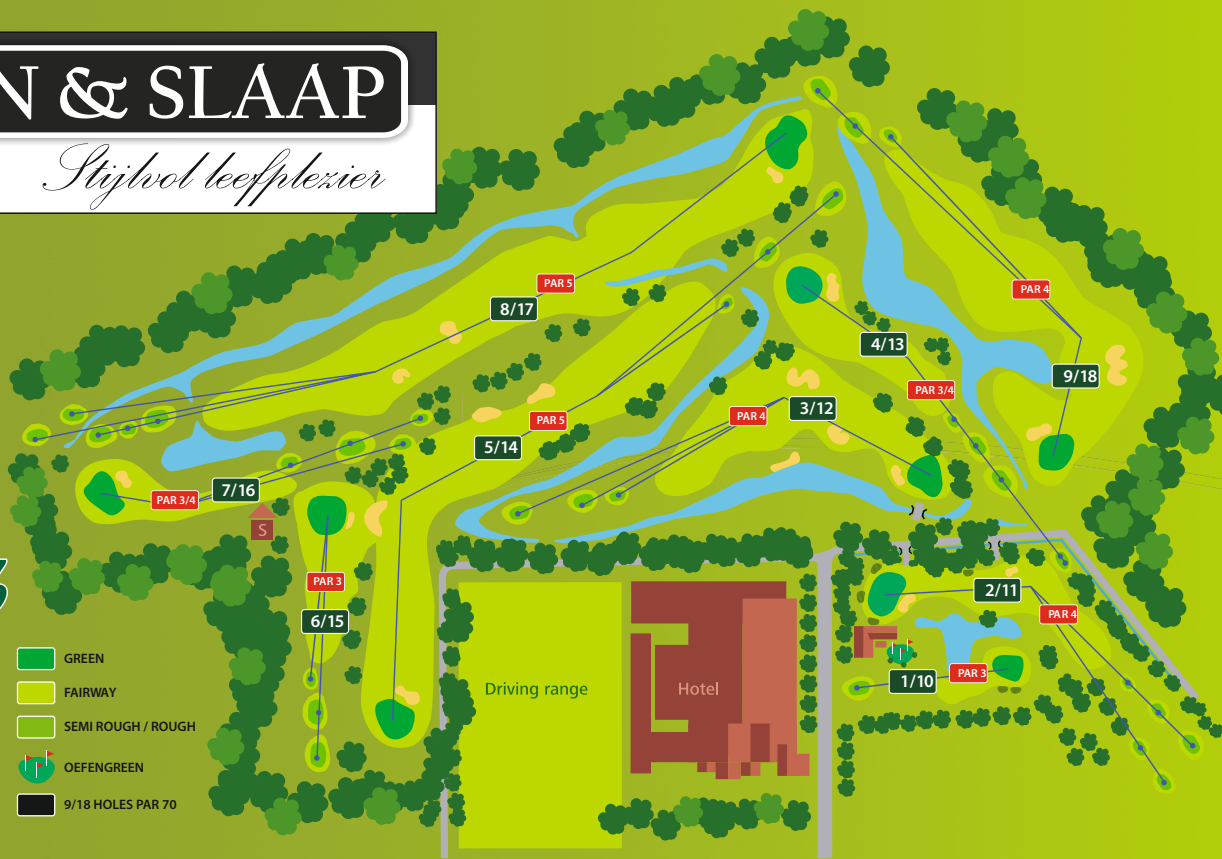 N & SLAAP
Stijlvol leefplezier
PAR 5
8/17
PAR 4
4/13
9/18
PAR 3/4
3/12
PAR 4
PAR 5
5/14
7/16
PAR 3/4
S
PAR 3
6/15
2/11
PAR 4
1/10
PAR 3
Driving range
Hotel
GREEN
FAIRWAY
SEMI ROUGH / ROUGH
OEFENGREEN
9/18 HOLES PAR 70